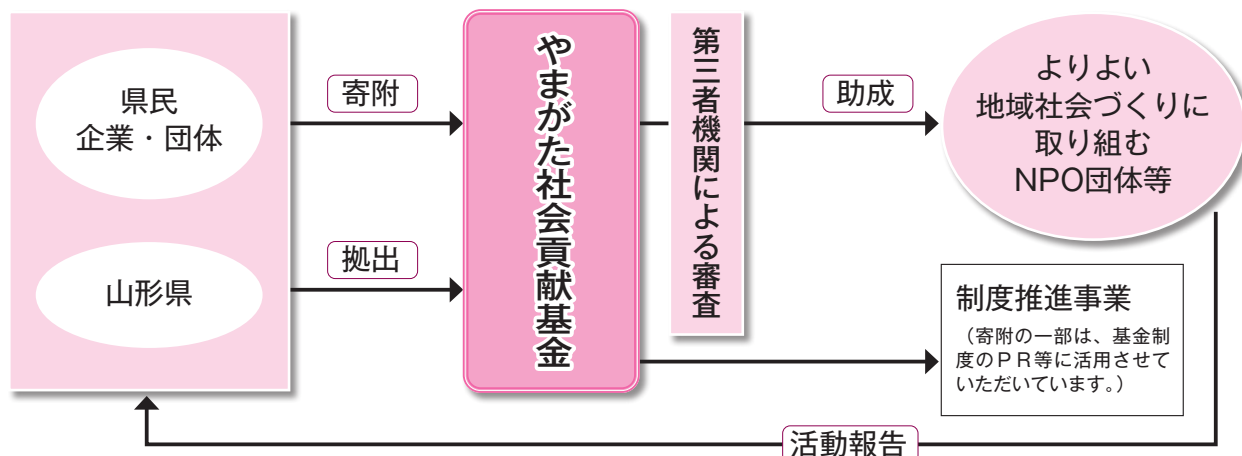 県民
企業・団体
山形県
寄附
拠出
やまがた社会貢献基金
第三者機関による審査
助成
よりよい
地域社会づくりに
取り組む
NPO団体等
制度推進事業
（寄附の一部は、基金制
度のＰＲ等に活用させて
いただいています。）
活動報告